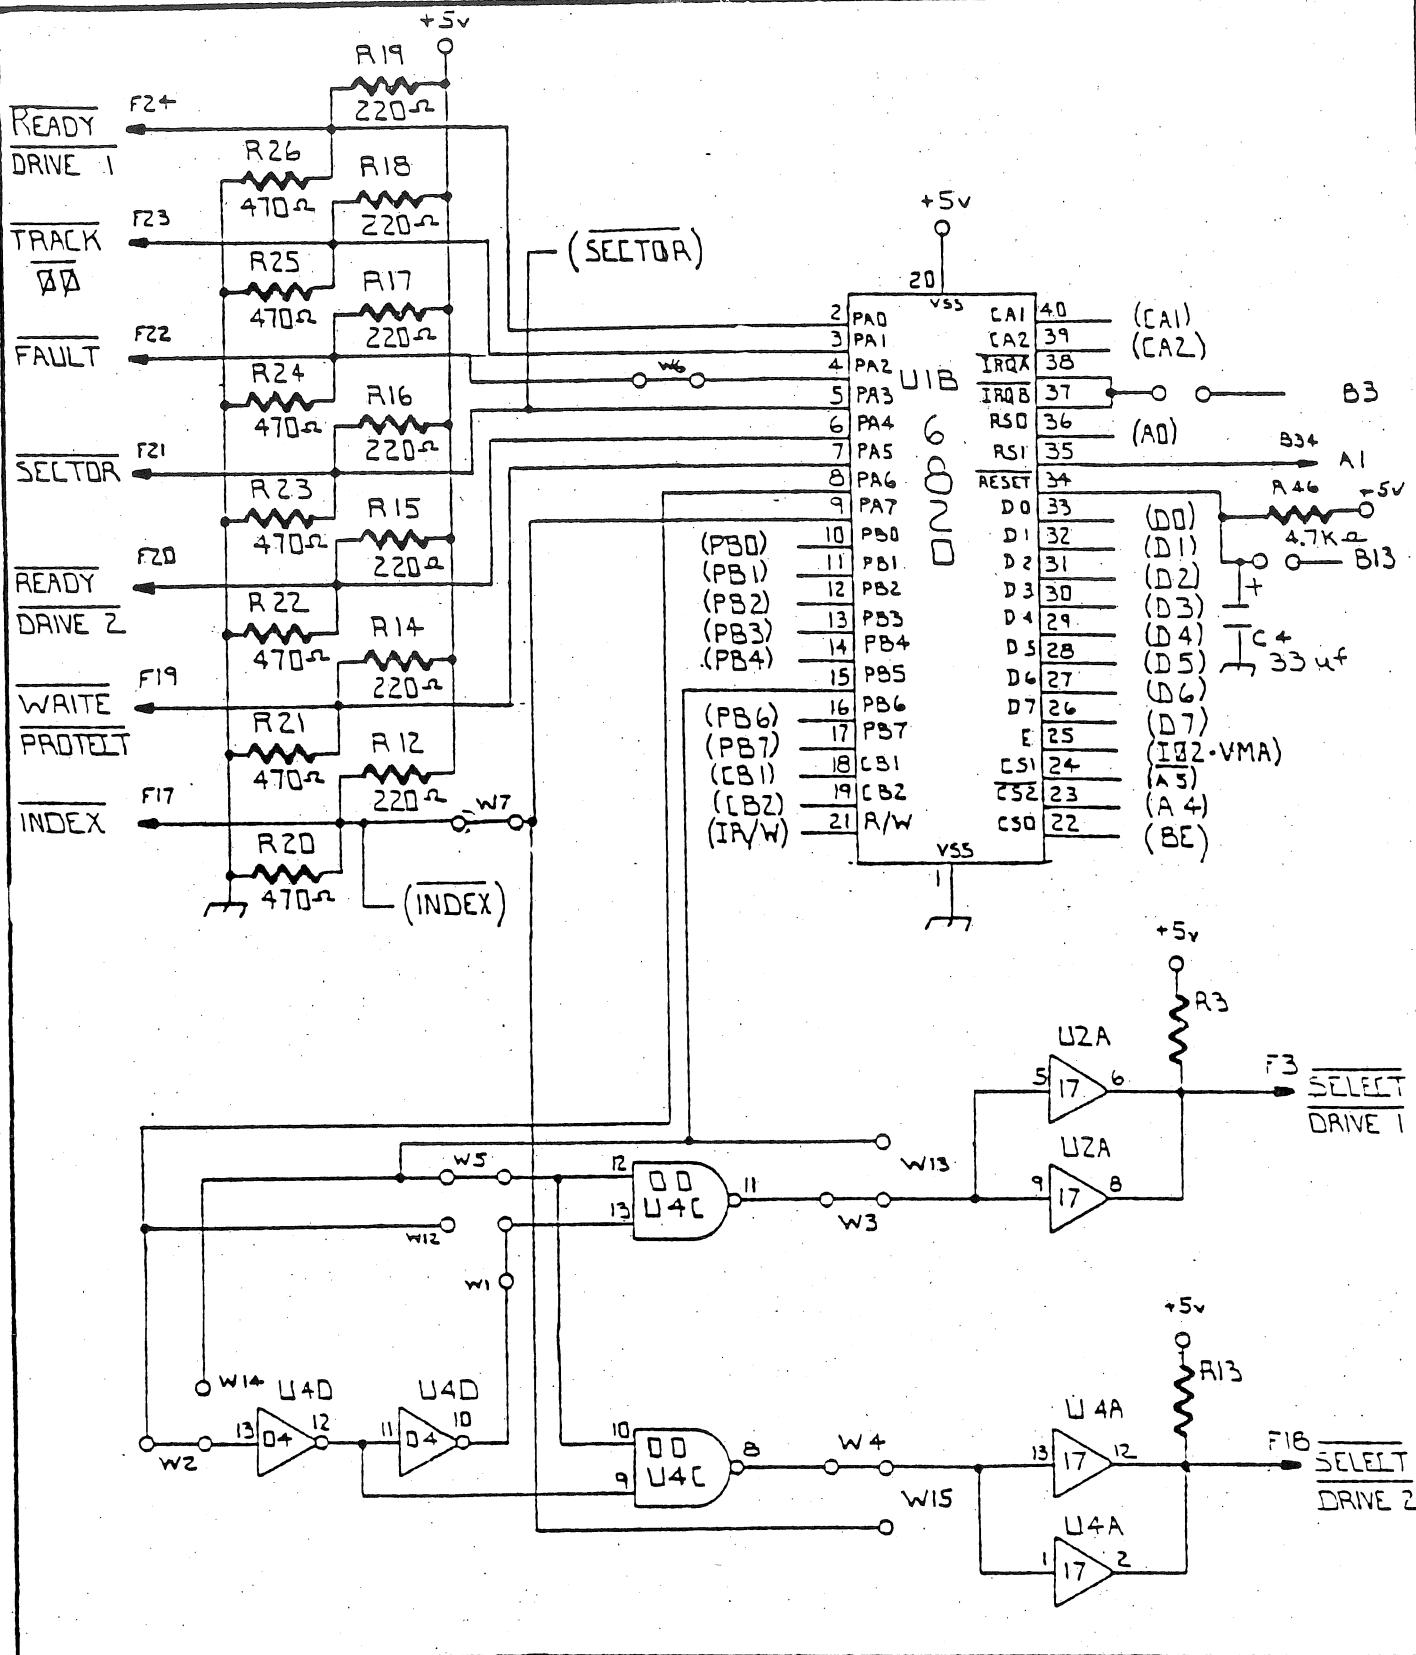 +5v
R19
220Ω
F24
READY
DRIVE 1
R26
470Ω
R18
220Ω
F23
TRACK
00
R25
470Ω
R17
220Ω
F22
FAULT
R24
470Ω
R16
220Ω
F21
SECTOR
R23
470Ω
R15
220Ω
F20
READY
DRIVE 2
R22
470Ω
R14
220Ω
F19
WRITE
PROTECT
R21
470Ω
R12
220Ω
F17
INDEX
W7
R20
470Ω
(INDEX)
(SECTOR)
W6
+5v
20
VSS
U1B
6820
2 PA0
3 PA1
4 PA2
5 PA3
6 PA4
7 PA5
8 PA6
9 PA7
(PB0) 10 PB0
(PB1) 11 PB1
(PB2) 12 PB2
(PB3) 13 PB3
(PB4) 14 PB4
15 PB5
(PB6) 16 PB6
(PB7) 17 PB7
(CB1) 18 CB1
(CB2) 19 CB2
(IR/W) 21 R/W
VSS
1
CA1 40 (CA1)
CA2 39 (CA2)
IRQA 38
IRQB 37 B3
RS0 36 (A0)
RS1 35 B34 A1
RESET 34
R46
+5v
4.7KΩ
B13
+
C4
33 uf
D0 33 (D0)
D1 32 (D1)
D2 31 (D2)
D3 30 (D3)
D4 29 (D4)
D5 28 (D5)
D6 27 (D6)
D7 26 (D7)
E 25 (IØ2·VMA)
CS1 24 (A5)
CS2 23 (A4)
CS0 22 (BE)
+5v
R3
U2A
5 17 6
F3
SELECT
DRIVE 1
U2A
9 17 8
W13
W5
12 00 11
13 U4C
W3
W12
W1
+5v
R13
W14
U4D
13 04 12
U4D
11 04 10
W2
10 00 8
9 U4C
W4
W15
U4A
13 17 12
F18
SELECT
DRIVE 2
U4A
1 17 2